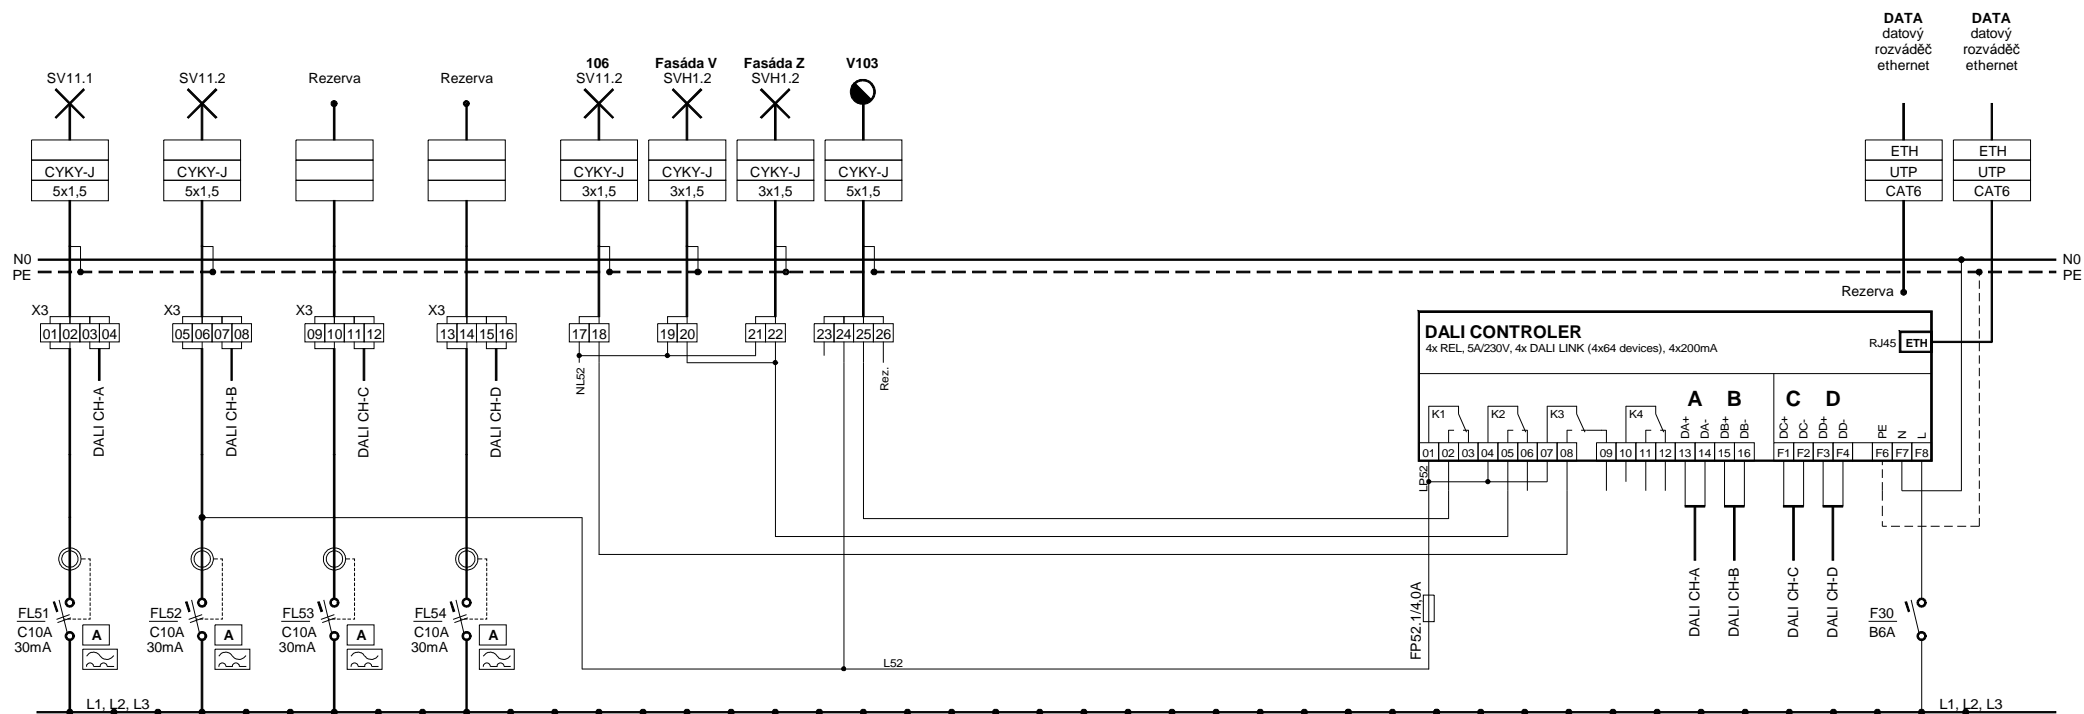 DATA
datový
rozváděč
ethernet
DATA
datový
rozváděč
ethernet
SV11.1
SV11.2
Rezerva
Rezerva
106
SV11.2
Fasáda V
SVH1.2
Fasáda Z
SVH1.2
V103
CYKY-J
5x1,5
CYKY-J
5x1,5
CYKY-J
3x1,5
CYKY-J
3x1,5
CYKY-J
3x1,5
CYKY-J
5x1,5
ETH
UTP
CAT6
ETH
UTP
CAT6
N0
PE
N0
PE
Rezerva
X3
01 02 03 04
X3
05 06 07 08
X3
09 10 11 12
X3
13 14 15 16
17 18
19 20
21 22
23 24 25 26
NL52
Rez.
DALI CH-A
DALI CH-B
DALI CH-C
DALI CH-D
DALI CONTROLER
4x REL, 5A/230V, 4x DALI LINK (4x64 devices), 4x200mA
RJ45 ETH
A B C D
K1 K2 K3 K4
DA+ DA- DB+ DB- DC+ DC- DD+ DD- PE N L
01 02 03 04 05 06 07 08 09 10 11 12 13 14 15 16 F1 F2 F3 F4 F6 F7 F8
LP52
DALI CH-A
DALI CH-B
DALI CH-C
DALI CH-D
FP52.1/4,0A
FL51
C10A
30mA
A
FL52
C10A
30mA
A
FL53
C10A
30mA
A
FL54
C10A
30mA
A
F30
B6A
L52
L1, L2, L3
L1, L2, L3